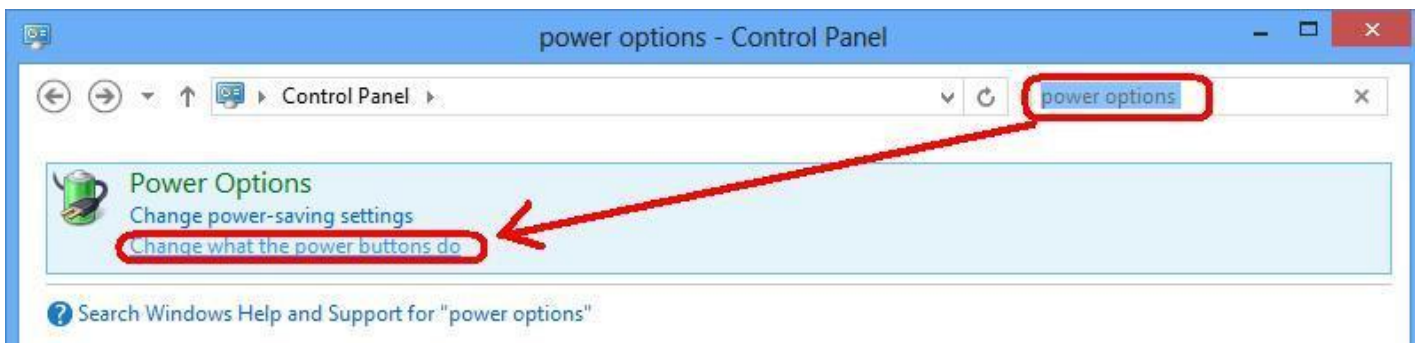 power options - Control Panel
Control Panel
power options
Power Options
Change power-saving settings
Change what the power buttons do
Search Windows Help and Support for "power options"